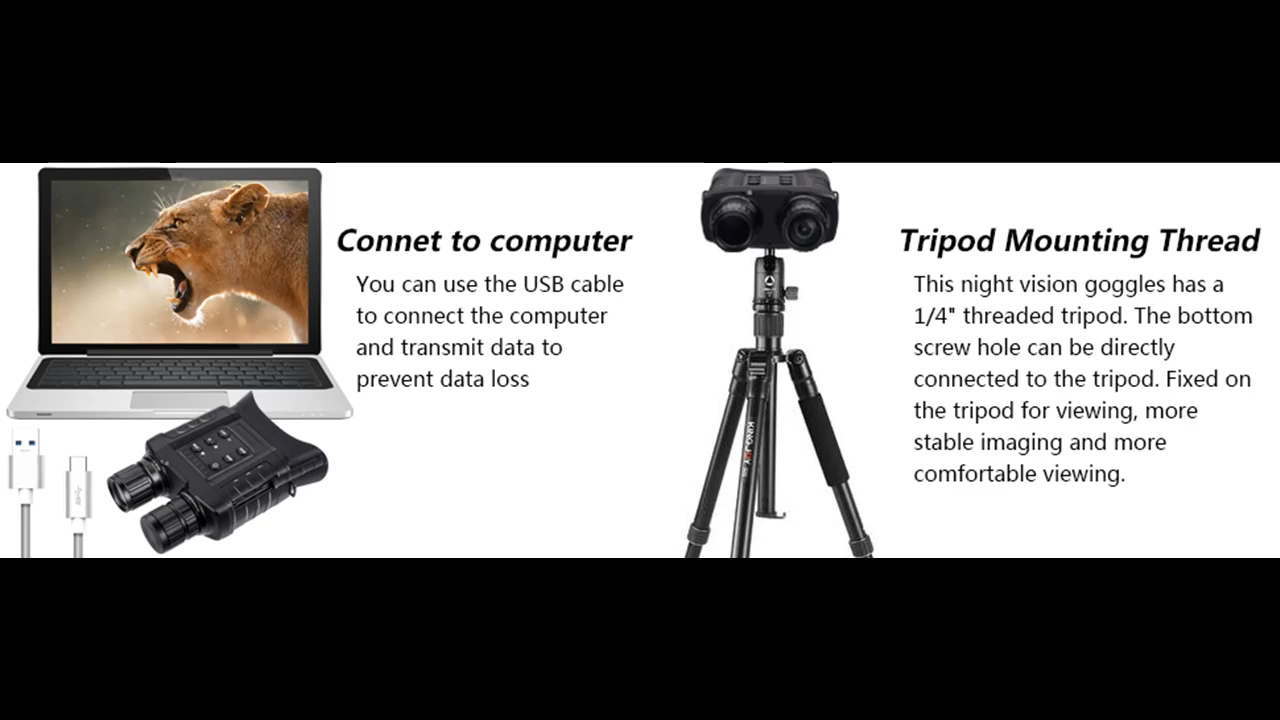 Connet to computer
You can use the USB cable
to connect the computer
and transmit data to
prevent data loss
KINGJOY
Tripod Mounting Thread
This night vision goggles has a
1/4" threaded tripod. The bottom
screw hole can be directly
connected to the tripod. Fixed on
the tripod for viewing, more
stable imaging and more
comfortable viewing.